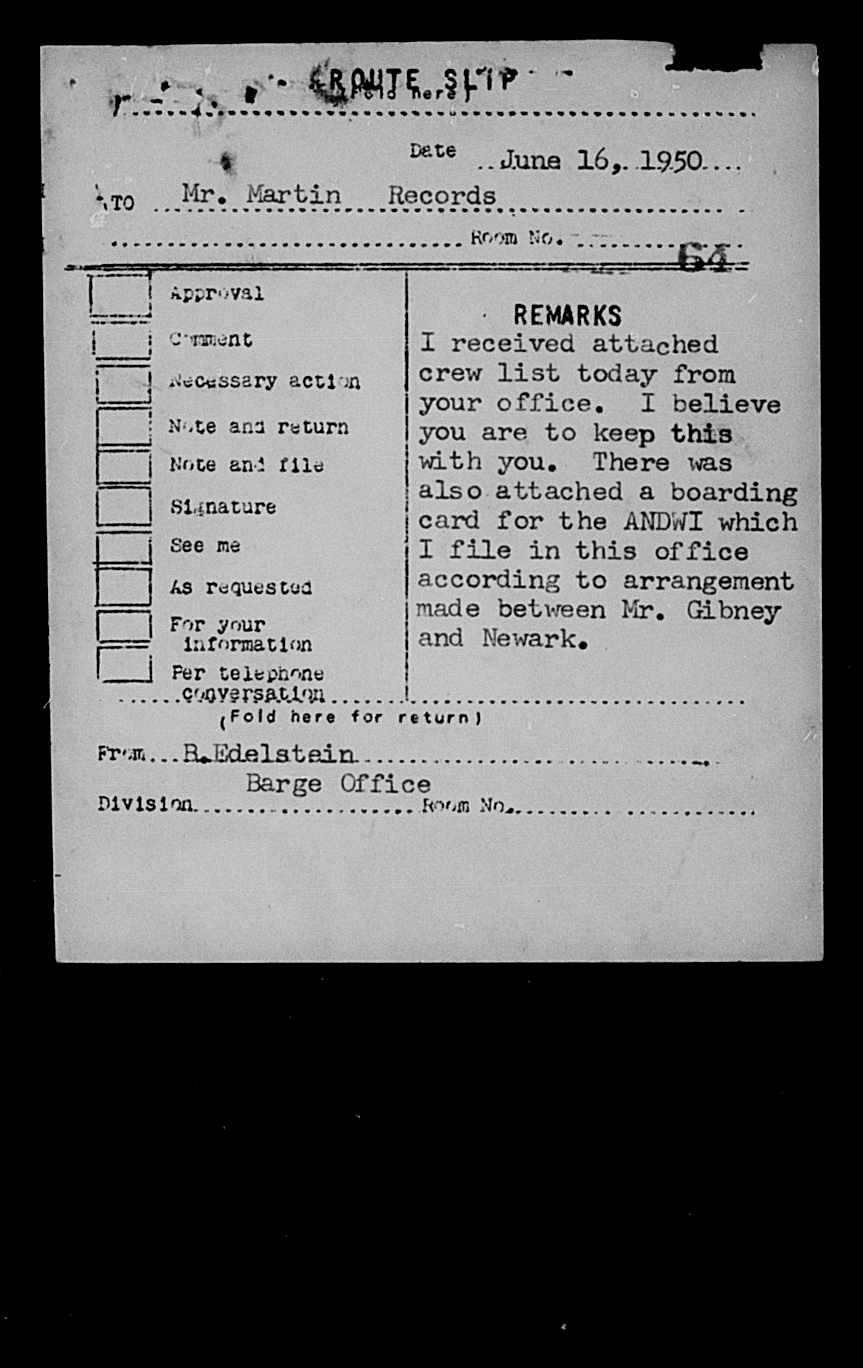 ROUTE SLIP
(Fold here)
Date June 16, 1950
TO Mr. Martin Records
Room No.
64
Approval
Comment
Necessary action
Note and return
Note and file
Signature
See me
As requested
For your
information
Per telephone
conversation
REMARKS
I received attached
crew list today from
your office. I believe
you are to keep this
with you. There was
also attached a boarding
card for the ANDWI which
I file in this office
according to arrangement
made between Mr. Gibney
and Newark.
(Fold here for return)
From R.Edelstein
Barge Office
Division Room No.